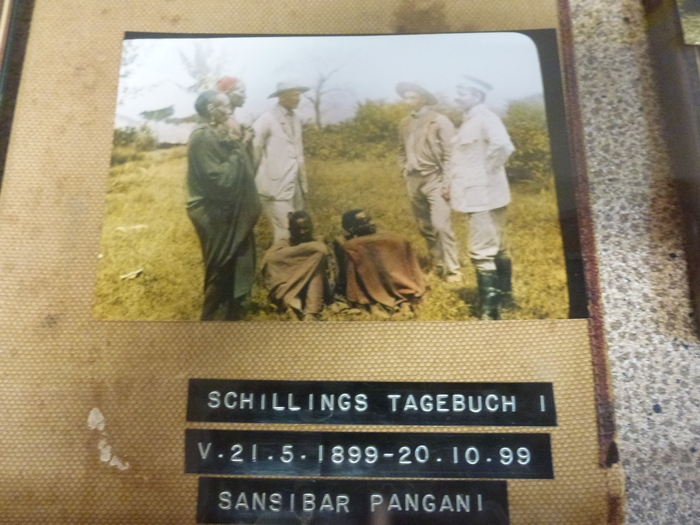 SCHILLINGS TAGEBUCH I
V.21.5.1899-20.10.99
SANSIBAR PANGANI